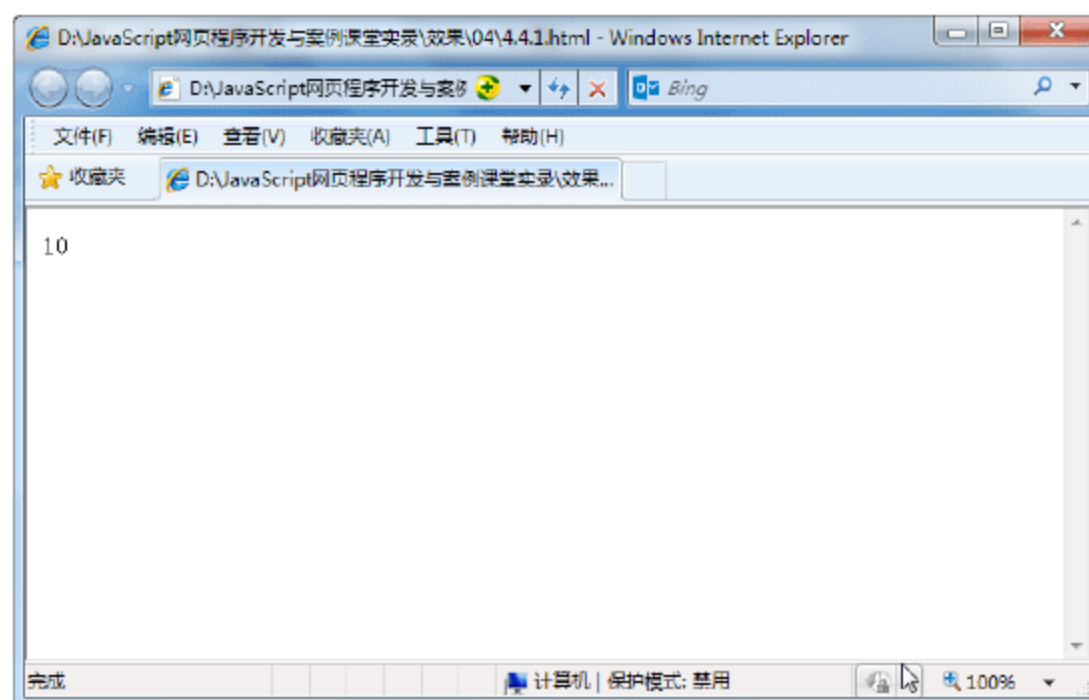 D:\JavaScript网页程序开发与案例课堂实录\效果\04\4.4.1.html - Windows Internet Explorer
D:\JavaScript网页程序开发与案例 Bing
文件(F) 编辑(E) 查看(V) 收藏夹(A) 工具(T) 帮助(H)
收藏夹 D:\JavaScript网页程序开发与案例课堂实录\效果...
10
完成 计算机 | 保护模式: 禁用 100%